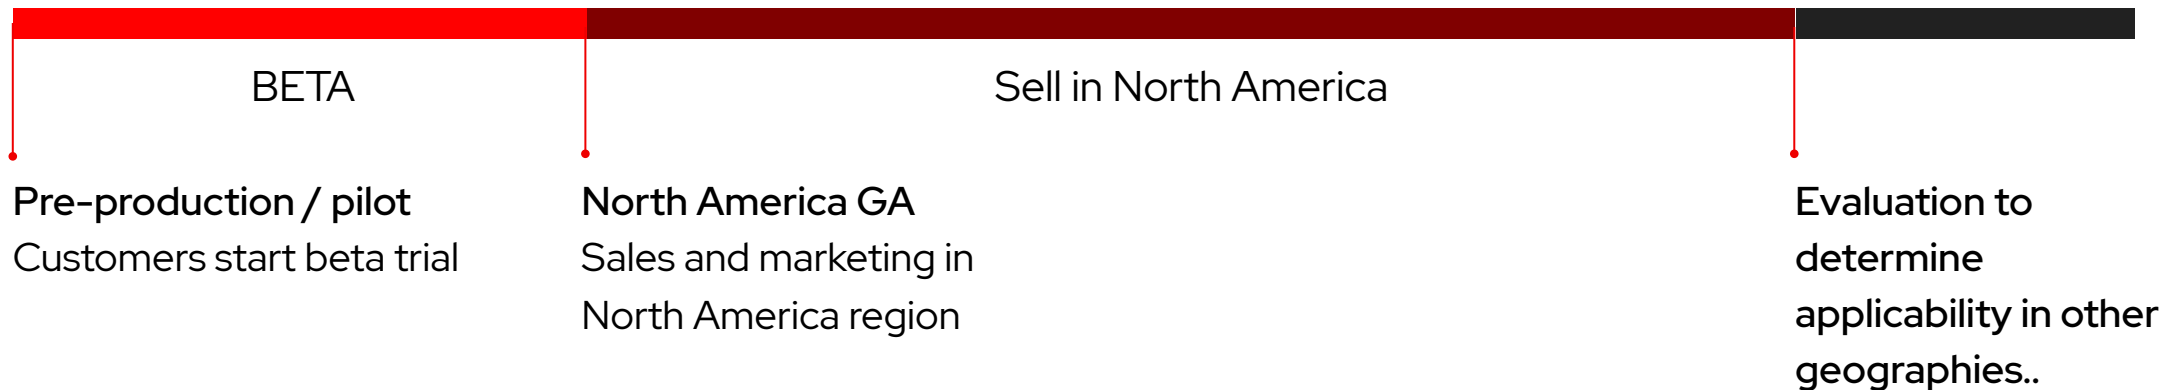 BETA
Sell in North America
Pre-production / pilot
Customers start beta trial
North America GA
Sales and marketing in
North America region
Evaluation to
determine
applicability in other
geographies..